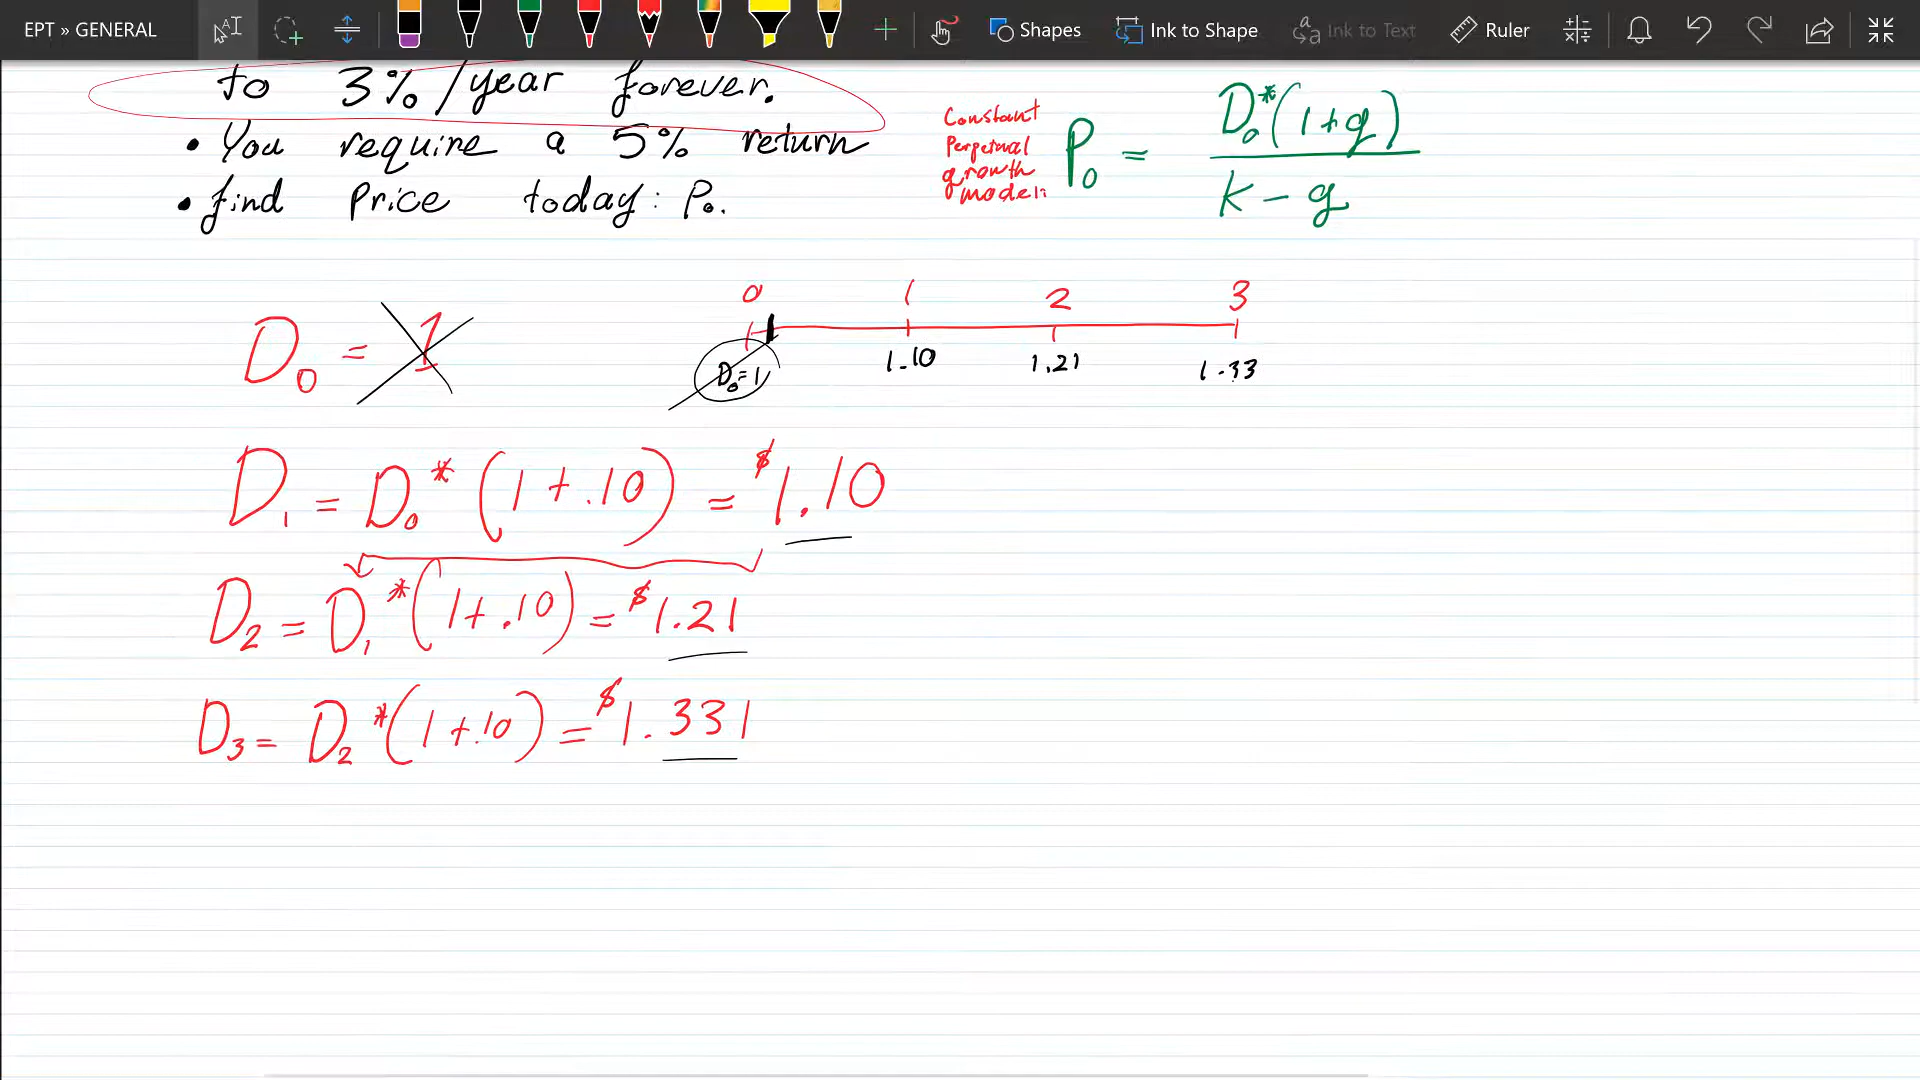 EPT » GENERAL
Shapes
Ink to Shape
Ink to Text
Ruler
to 3%/year forever.
• You require a 5% return
• find Price today: P₀.
Constant
Perpetual
growth
model:
P₀ = D₀*(1+g)
k - g
D₀ = 1
0 1 2 3
D₀=1 1.10 1.21 1.33
D₁ = D₀* (1+.10) = $1.10
D₂ = D₁*(1+.10) = $1.21
D₃ = D₂*(1+.10) = $1.331